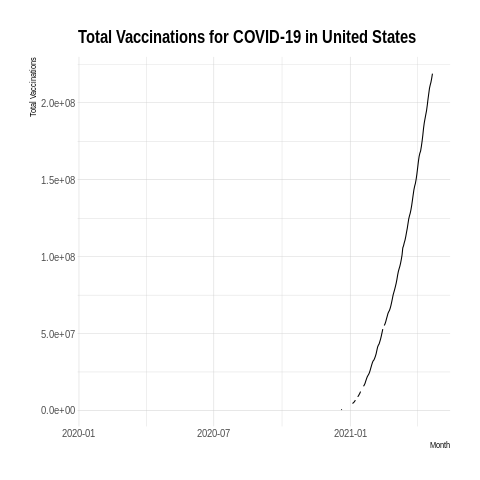 Total Vaccinations for COVID-19 in United States
Total Vaccinations
2.0e+08
1.5e+08
1.0e+08
5.0e+07
0.0e+00
2020-01
2020-07
2021-01
Month